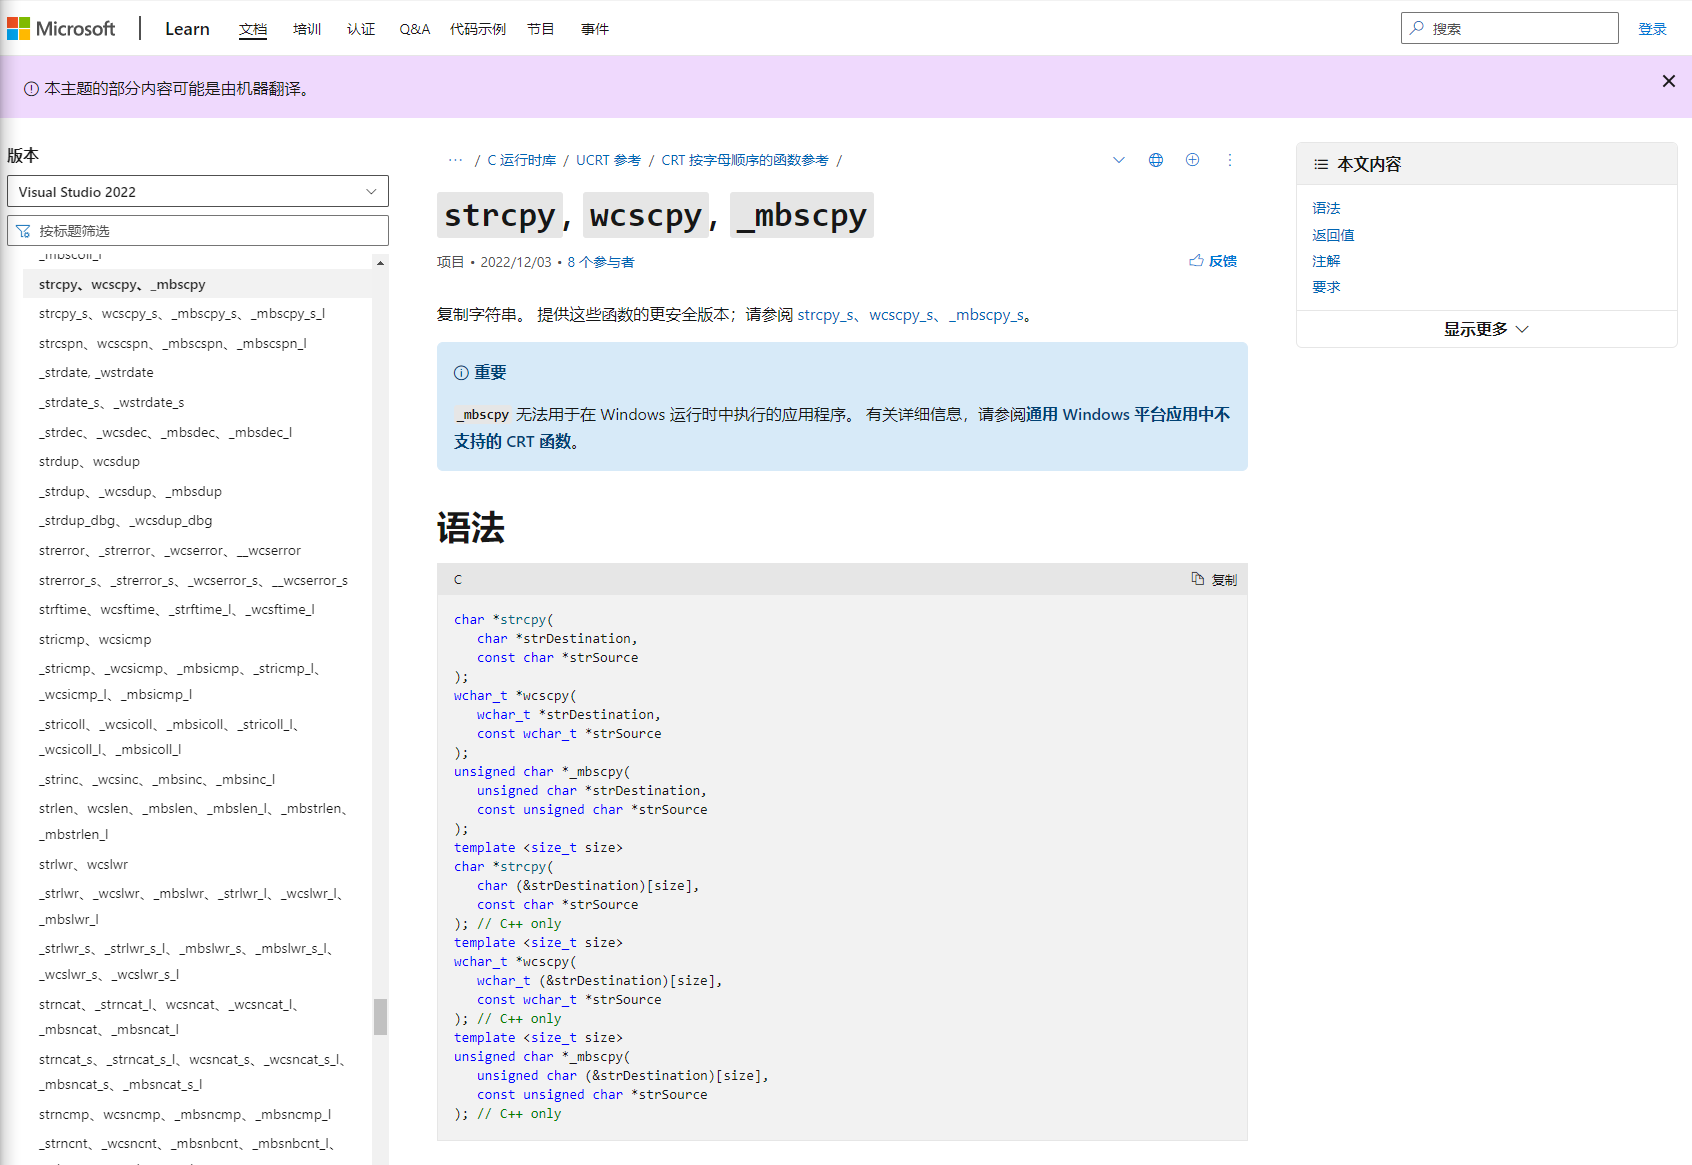 Microsoft Learn 文档 培训 认证 Q&A 代码示例 节目 事件 搜索 登录
本主题的部分内容可能是由机器翻译。
版本
Visual Studio 2022
按标题筛选
_mbscoll_l
strcpy、wcscpy、_mbscpy
strcpy_s、wcscpy_s、_mbscpy_s、_mbscpy_s_l
strcspn、wcscspn、_mbscspn、_mbscspn_l
_strdate, _wstrdate
_strdate_s、_wstrdate_s
_strdec、_wcsdec、_mbsdec、_mbsdec_l
strdup、wcsdup
_strdup、_wcsdup、_mbsdup
_strdup_dbg、_wcsdup_dbg
strerror、_strerror、_wcserror、__wcserror
strerror_s、_strerror_s、_wcserror_s、__wcserror_s
strftime、wcsftime、_strftime_l、_wcsftime_l
stricmp、wcsicmp
_stricmp、_wcsicmp、_mbsicmp、_stricmp_l、
_wcsicmp_l、_mbsicmp_l
_stricoll、_wcsicoll、_mbsicoll、_stricoll_l、
_wcsicoll_l、_mbsicoll_l
_strinc、_wcsinc、_mbsinc、_mbsinc_l
strlen、wcslen、_mbslen、_mbslen_l、_mbstrlen、
_mbstrlen_l
strlwr、wcslwr
_strlwr、_wcslwr、_mbslwr、_strlwr_l、_wcslwr_l、
_mbslwr_l
_strlwr_s、_strlwr_s_l、_mbslwr_s、_mbslwr_s_l、
_wcslwr_s、_wcslwr_s_l
strncat、_strncat_l、wcsncat、_wcsncat_l、
_mbsncat、_mbsncat_l
strncat_s、_strncat_s_l、wcsncat_s、_wcsncat_s_l、
_mbsncat_s、_mbsncat_s_l
strncmp、wcsncmp、_mbsncmp、_mbsncmp_l
_strncnt、_wcsncnt、_mbsnbcnt、_mbsnbcnt_l、
··· / C 运行时库 / UCRT 参考 / CRT 按字母顺序的函数参考 /
strcpy, wcscpy, _mbscpy
项目 • 2022/12/03 • 8 个参与者 反馈
复制字符串。 提供这些函数的更安全版本；请参阅 strcpy_s、wcscpy_s、_mbscpy_s。
重要
_mbscpy 无法用于在 Windows 运行时中执行的应用程序。 有关详细信息，请参阅通用 Windows 平台应用中不
支持的 CRT 函数。
语法
C 复制
char *strcpy(
char *strDestination,
const char *strSource
);
wchar_t *wcscpy(
wchar_t *strDestination,
const wchar_t *strSource
);
unsigned char *_mbscpy(
unsigned char *strDestination,
const unsigned char *strSource
);
template <size_t size>
char *strcpy(
char (&strDestination)[size],
const char *strSource
); // C++ only
template <size_t size>
wchar_t *wcscpy(
wchar_t (&strDestination)[size],
const wchar_t *strSource
); // C++ only
template <size_t size>
unsigned char *_mbscpy(
unsigned char (&strDestination)[size],
const unsigned char *strSource
); // C++ only
本文内容
语法
返回值
注解
要求
显示更多